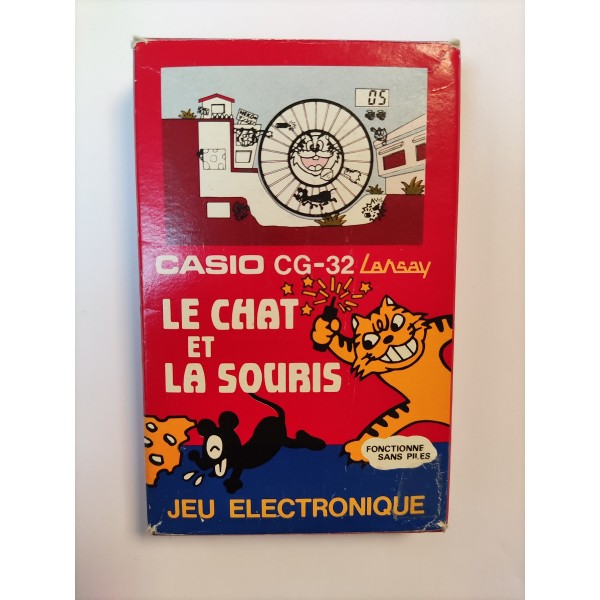 05
CASIO CG-32 Lansay
LE CHAT
ET
LA SOURIS
FONCTIONNE
SANS PILES
JEU ELECTRONIQUE